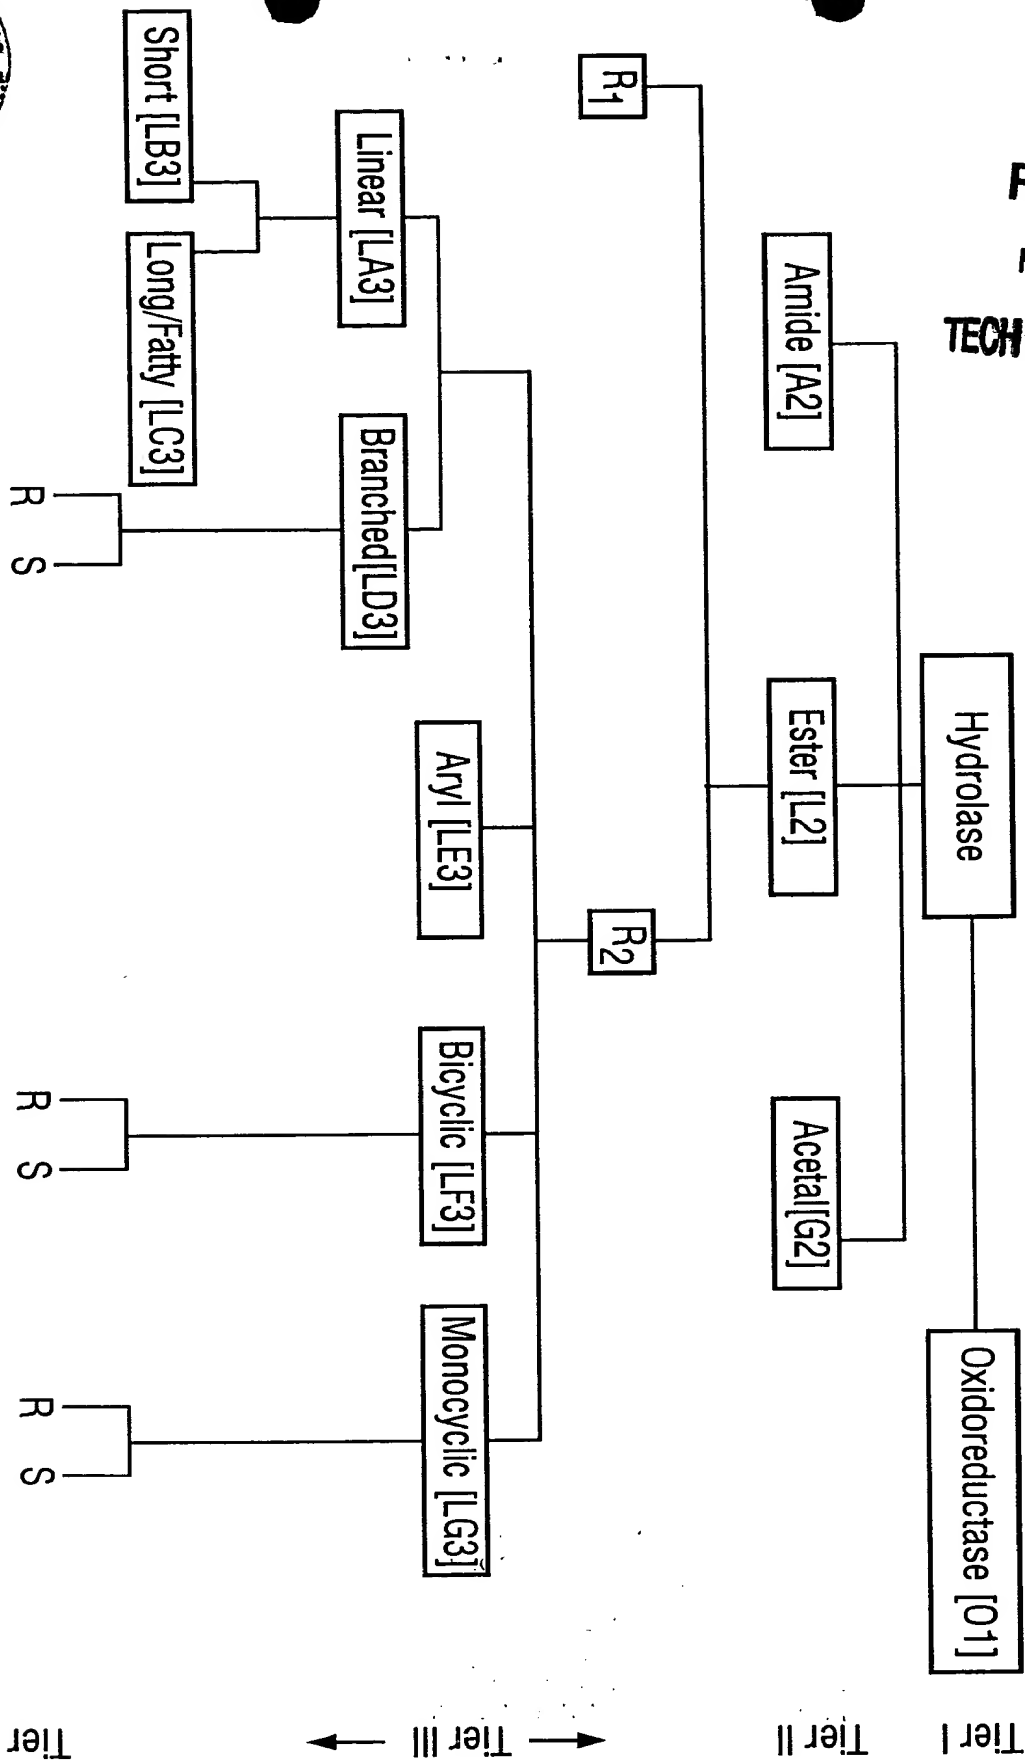 Hydrolase
Oxidoreductase [O1]
Tier I
Amide [A2]
Ester [L2]
Acetal[G2]
Tier II
R1
R2
Linear [LA3]
Branched[LD3]
Aryl [LE3]
Bicyclic [LF3]
Monocyclic [LG3]
Tier III
Short [LB3]
Long/Fatty [LC3]
R S
R S
R S
Tier
TECH